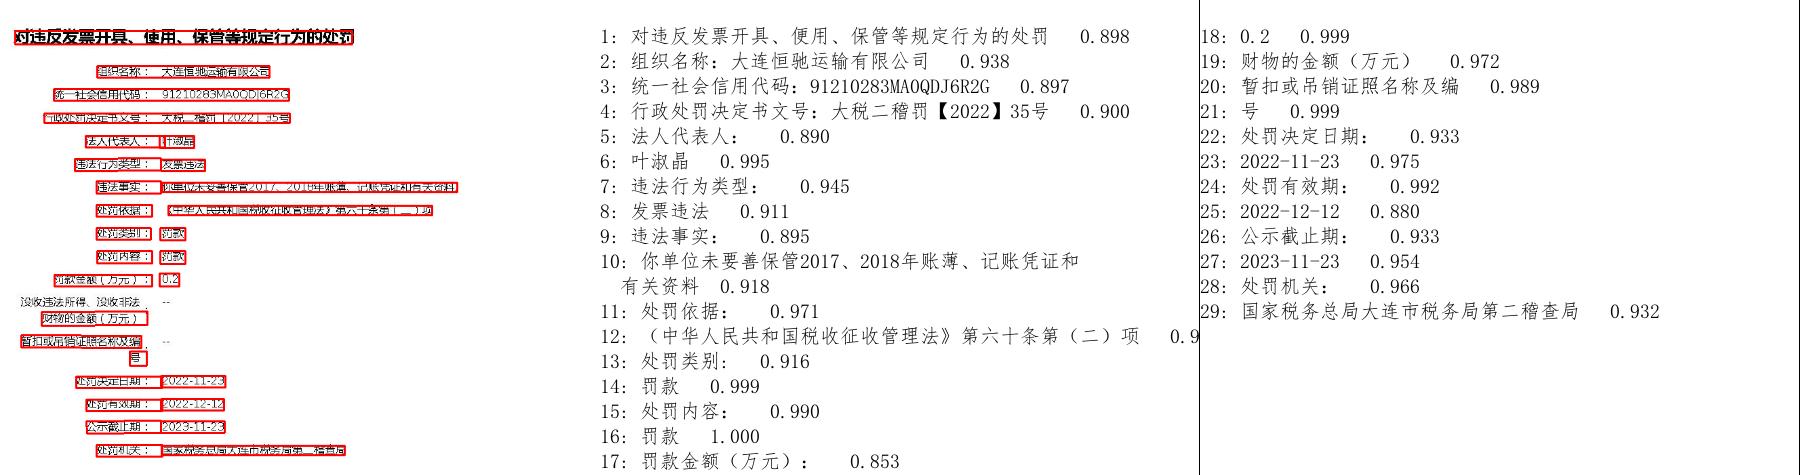 对违反发票开具、使用、保管等规定行为的处罚
组织名称： 大连恒驰运输有限公司
统一社会信用代码： 91210283MA0QDJ6R2G
行政处罚决定书文号： 大税二稽罚【2022】35号
法人代表人： 叶淑晶
违法行为类型： 发票违法
违法事实： 你单位未妥善保管2017、2018年账薄、记账凭证和有关资料
处罚依据： 《中华人民共和国税收征收管理法》第六十条第（二）项
处罚类别： 罚款
处罚内容： 罚款
罚款金额（万元）： 0.2
没收违法所得、没收非法 --
财物的金额（万元）
暂扣或吊销证照名称及编 --
号
处罚决定日期： 2022-11-23
处罚有效期： 2022-12-12
公示截止期： 2023-11-23
处罚机关： 国家税务总局大连市税务局第二稽查局
1: 对违反发票开具、便用、保管等规定行为的处罚 0.898
2: 组织名称: 大连恒驰运输有限公司 0.938
3: 统一社会信用代码: 91210283MA0QDJ6R2G 0.897
4: 行政处罚决定书文号: 大税二稽罚【2022】35号 0.900
5: 法人代表人: 0.890
6: 叶淑晶 0.995
7: 违法行为类型: 0.945
8: 发票违法 0.911
9: 违法事实: 0.895
10: 你单位未要善保管2017、2018年账薄、记账凭证和
有关资料 0.918
11: 处罚依据: 0.971
12: （中华人民共和国税收征收管理法》第六十条第（二）项 0.9
13: 处罚类别: 0.916
14: 罚款 0.999
15: 处罚内容: 0.990
16: 罚款 1.000
17: 罚款金额（万元）: 0.853
18: 0.2 0.999
19: 财物的金额（万元） 0.972
20: 暂扣或吊销证照名称及编 0.989
21: 号 0.999
22: 处罚决定日期: 0.933
23: 2022-11-23 0.975
24: 处罚有效期: 0.992
25: 2022-12-12 0.880
26: 公示截止期: 0.933
27: 2023-11-23 0.954
28: 处罚机关: 0.966
29: 国家税务总局大连市税务局第二稽查局 0.932